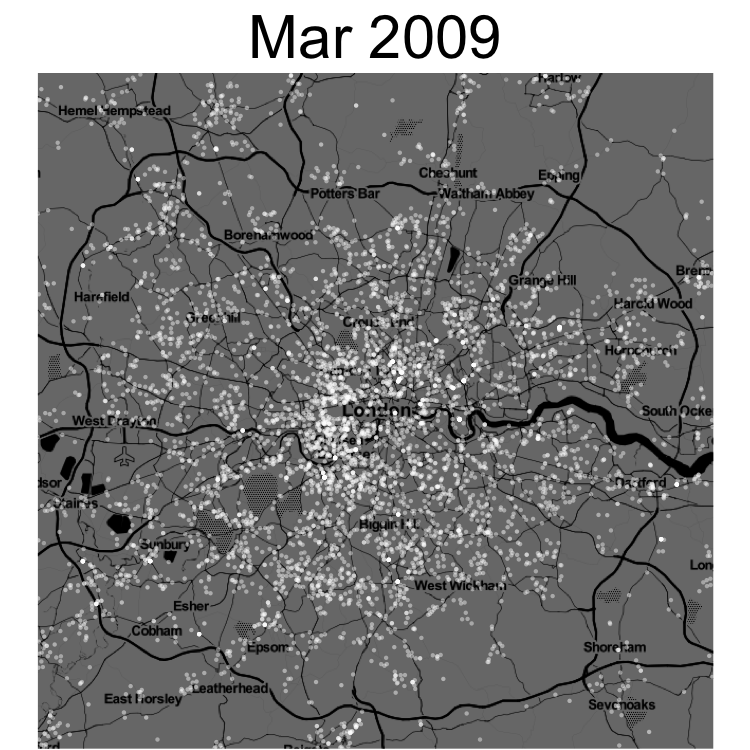 Mar 2009
Harlow
Hemel Hempstead
Cheshunt
Epping
Potters Bar
Waltham Abbey
Borehamwood
Grange Hill
Harefield
Harold Wood
Greenhill
Crouch End
Hornchurch
London
South Ocke
West Drayton
dsor
Dartford
Staines
Biggin Hill
Sunbury
Lon
West Wickham
Esher
Cobham
Epsom
Shoreham
Leatherhead
East Horsley
Sevenoaks